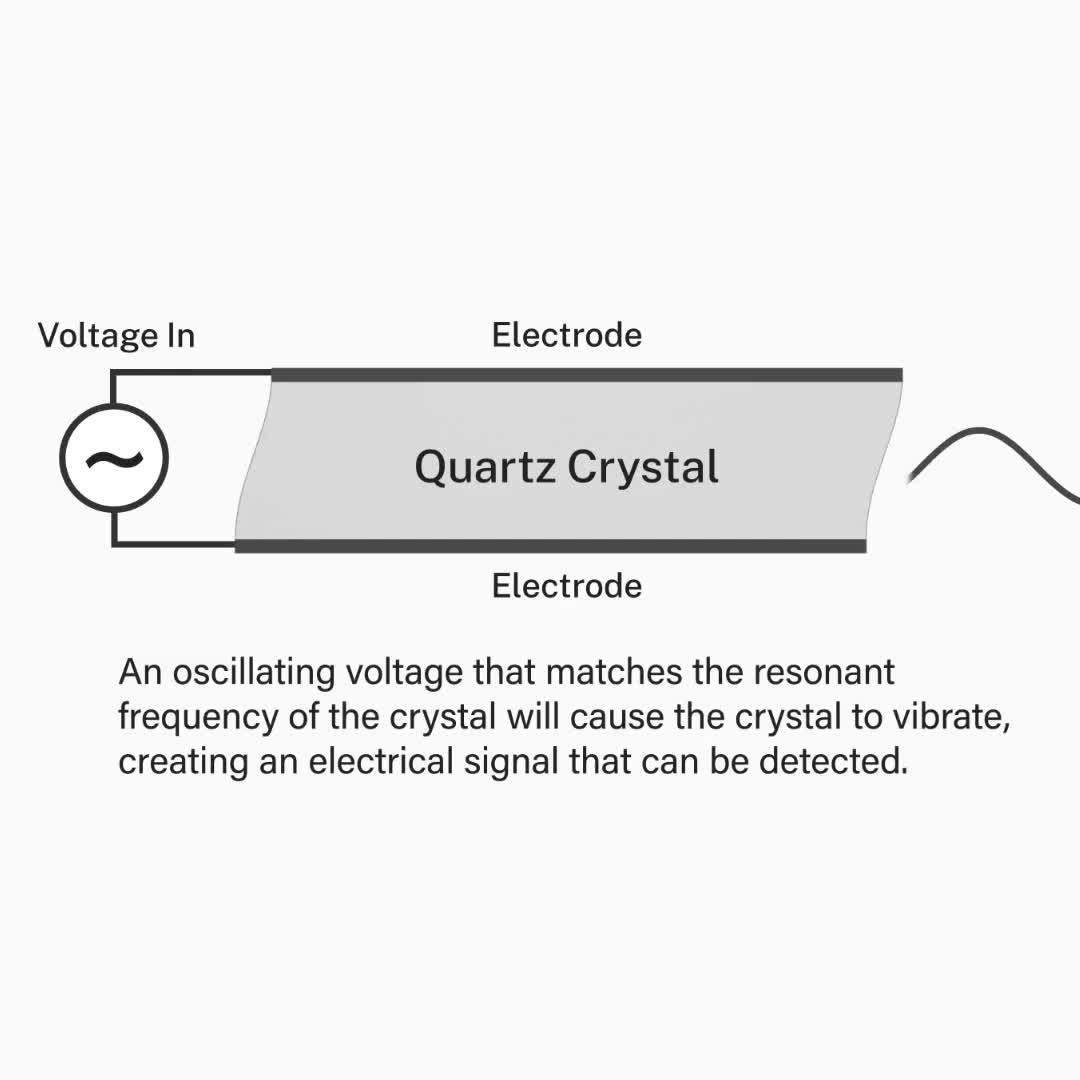 Voltage In
Electrode
Quartz Crystal
Electrode
An oscillating voltage that matches the resonant
frequency of the crystal will cause the crystal to vibrate,
creating an electrical signal that can be detected.